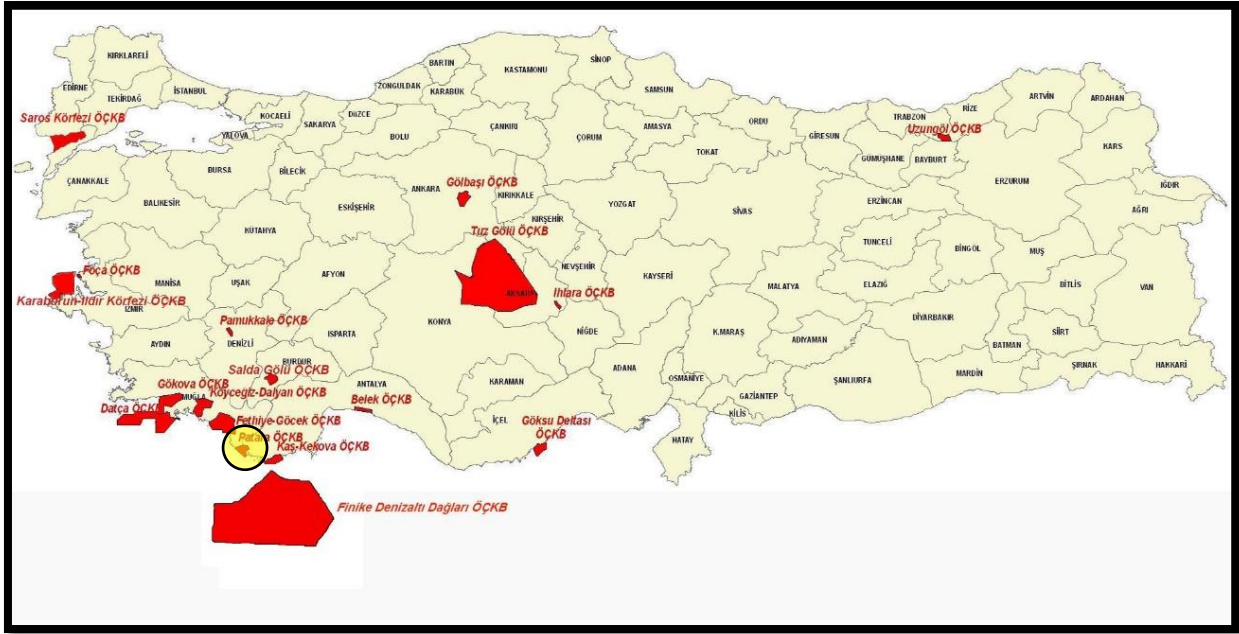 KIRKLARELİ
EDİRNE
TEKİRDAĞ
İSTANBUL
Saros Körfezi ÖÇKB
KOCAELİ
YALOVA
SAKARYA
DÜZCE
ZONGULDAK
BARTIN
KARABÜK
KASTAMONU
SİNOP
SAMSUN
BOLU
ÇANKIRI
ÇORUM
AMASYA
TOKAT
ORDU
GİRESUN
TRABZON
RİZE
Uzungöl ÖÇKB
ARTVİN
ARDAHAN
KARS
GÜMÜŞHANE
BAYBURT
ERZURUM
IĞDIR
AĞRI
ÇANAKKALE
BALIKESİR
BURSA
BİLECİK
KÜTAHYA
ESKİŞEHİR
ANKARA
Gölbaşı ÖÇKB
KIRIKKALE
KIRŞEHİR
YOZGAT
SİVAS
ERZİNCAN
TUNCELİ
BİNGÖL
MUŞ
BİTLİS
VAN
Tuz Gölü ÖÇKB
AKSARAY
NEVŞEHİR
KAYSERİ
Ihlara ÖÇKB
NİĞDE
MALATYA
ELAZIĞ
DİYARBAKIR
BATMAN
SİİRT
ŞIRNAK
HAKKARİ
Foça ÖÇKB
MANİSA
UŞAK
AFYON
Karaburun-Ildır Körfezi ÖÇKB
İZMİR
Pamukkale ÖÇKB
AYDIN
DENİZLİ
ISPARTA
KONYA
BURDUR
Salda Gölü ÖÇKB
KARAMAN
ADANA
K.MARAŞ
ADIYAMAN
OSMANİYE
GAZİANTEP
KİLİS
ŞANLIURFA
MARDİN
HATAY
Gökova ÖÇKB
MUĞLA
Köyceğiz-Dalyan ÖÇKB
ANTALYA
Belek ÖÇKB
İÇEL
Göksu Deltası
ÖÇKB
Datça ÖÇKB
Fethiye-Göcek ÖÇKB
Patara ÖÇKB
Kaş-Kekova ÖÇKB
Finike Denizaltı Dağları ÖÇKB